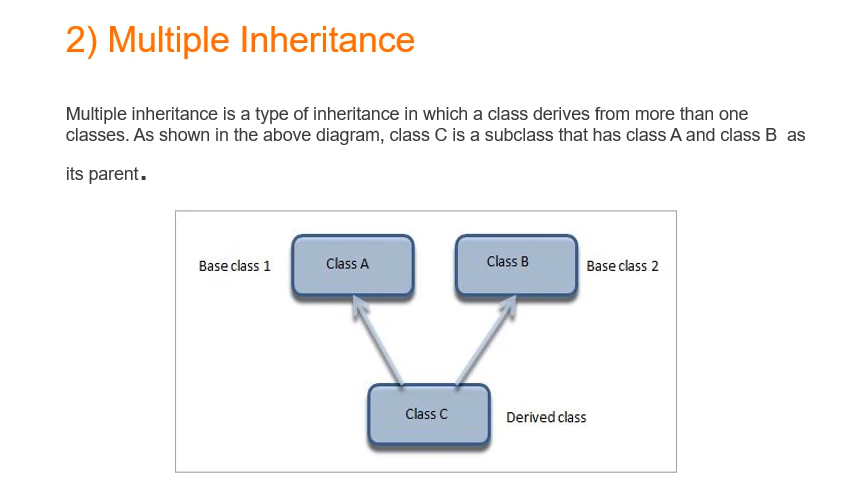 2) Multiple Inheritance
Multiple inheritance is a type of inheritance in which a class derives from more than one
classes. As shown in the above diagram, class C is a subclass that has class A and class B as
its parent.
Base class 1
Class A
Class B
Base class 2
Class C
Derived class